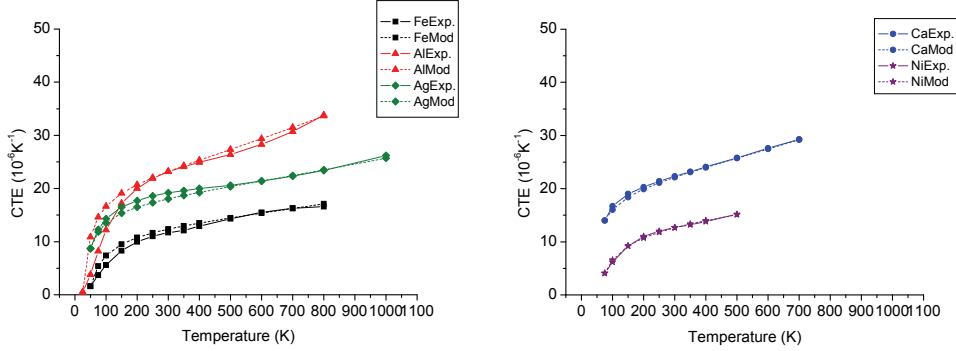 50
40
30
20
10
0
CTE (10⁻⁶K⁻¹)
0 100 200 300 400 500 600 700 800 900 1000 1100
Temperature (K)
FeExp.
FeMod
AlExp.
AlMod
AgExp.
AgMod
50
40
30
20
10
0
CTE (10⁻⁶K⁻¹)
0 100 200 300 400 500 600 700 800 900 1000 1100
Temperature (K)
CaExp.
CaMod
NiExp.
NiMod